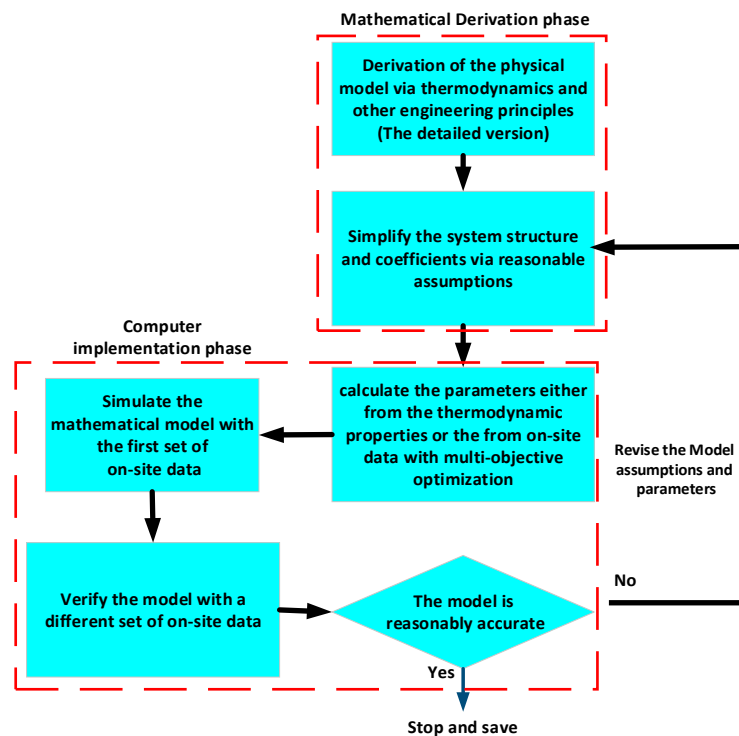 Mathematical Derivation phase
Derivation of the physical
model via thermodynamics and
other engineering principles
(The detailed version)
Simplify the system structure
and coefficients via reasonable
assumptions
Computer
implementation phase
calculate the parameters either
from the thermodynamic
properties or the from on-site
data with multi-objective
optimization
Simulate the
mathematical model with
the first set of
on-site data
Revise the Model
assumptions and
parameters
Verify the model with a
different set of on-site data
The model is
reasonably accurate
No
Yes
Stop and save